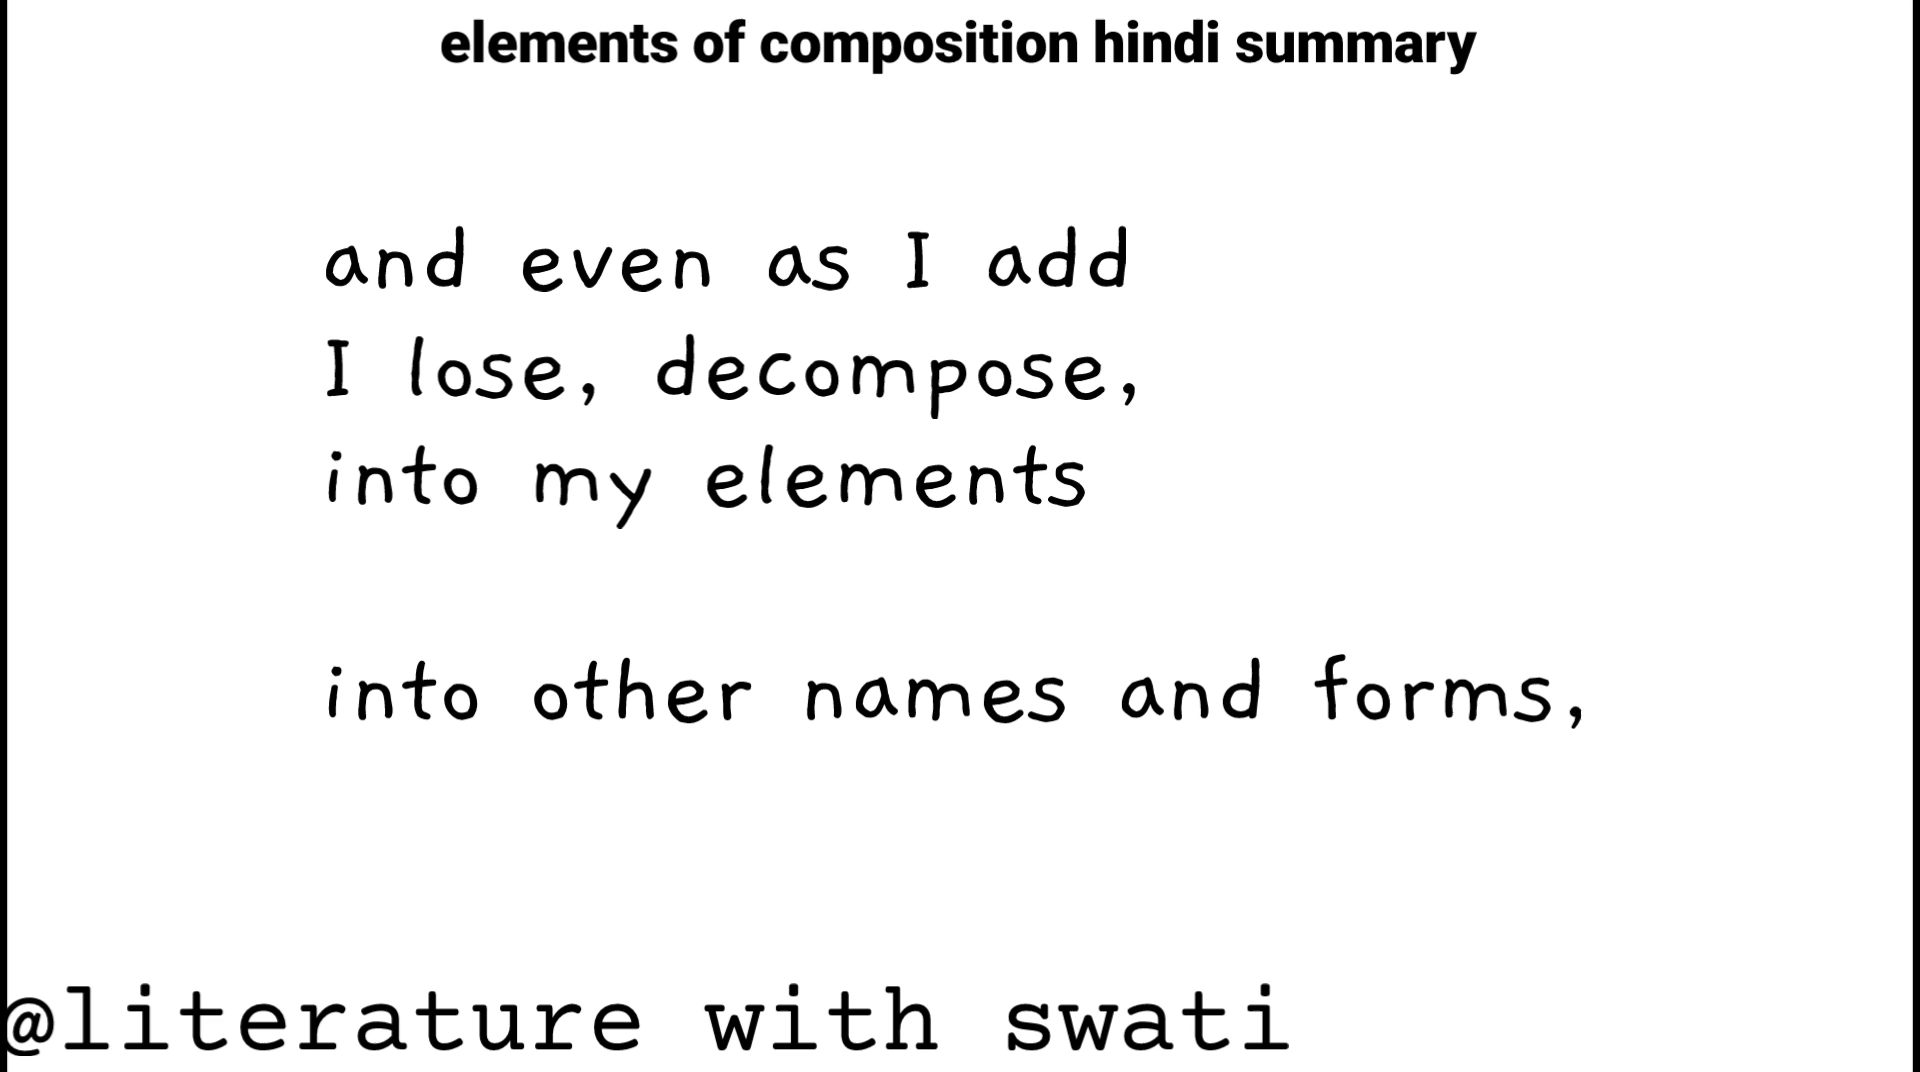 elements of composition hindi summary
and even as I add
I lose, decompose,
into my elements
into other names and forms,
@literature with swati